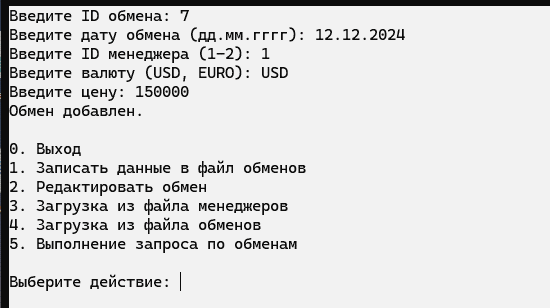 Введите ID обмена: 7
Введите дату обмена (дд.мм.гггг): 12.12.2024
Введите ID менеджера (1-2): 1
Введите валюту (USD, EURO): USD
Введите цену: 150000
Обмен добавлен.
0. Выход
1. Записать данные в файл обменов
2. Редактировать обмен
3. Загрузка из файла менеджеров
4. Загрузка из файла обменов
5. Выполнение запроса по обменам
Выберите действие: